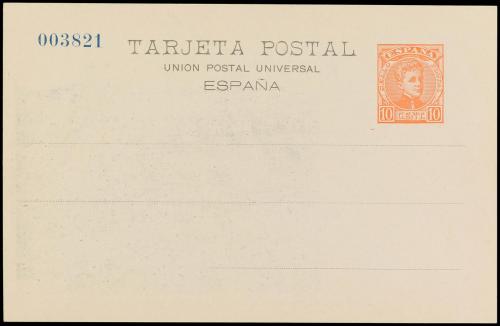 003821
TARJETA POSTAL
UNION POSTAL UNIVERSAL
ESPAÑA
ESPAÑA
10 CENT. 10